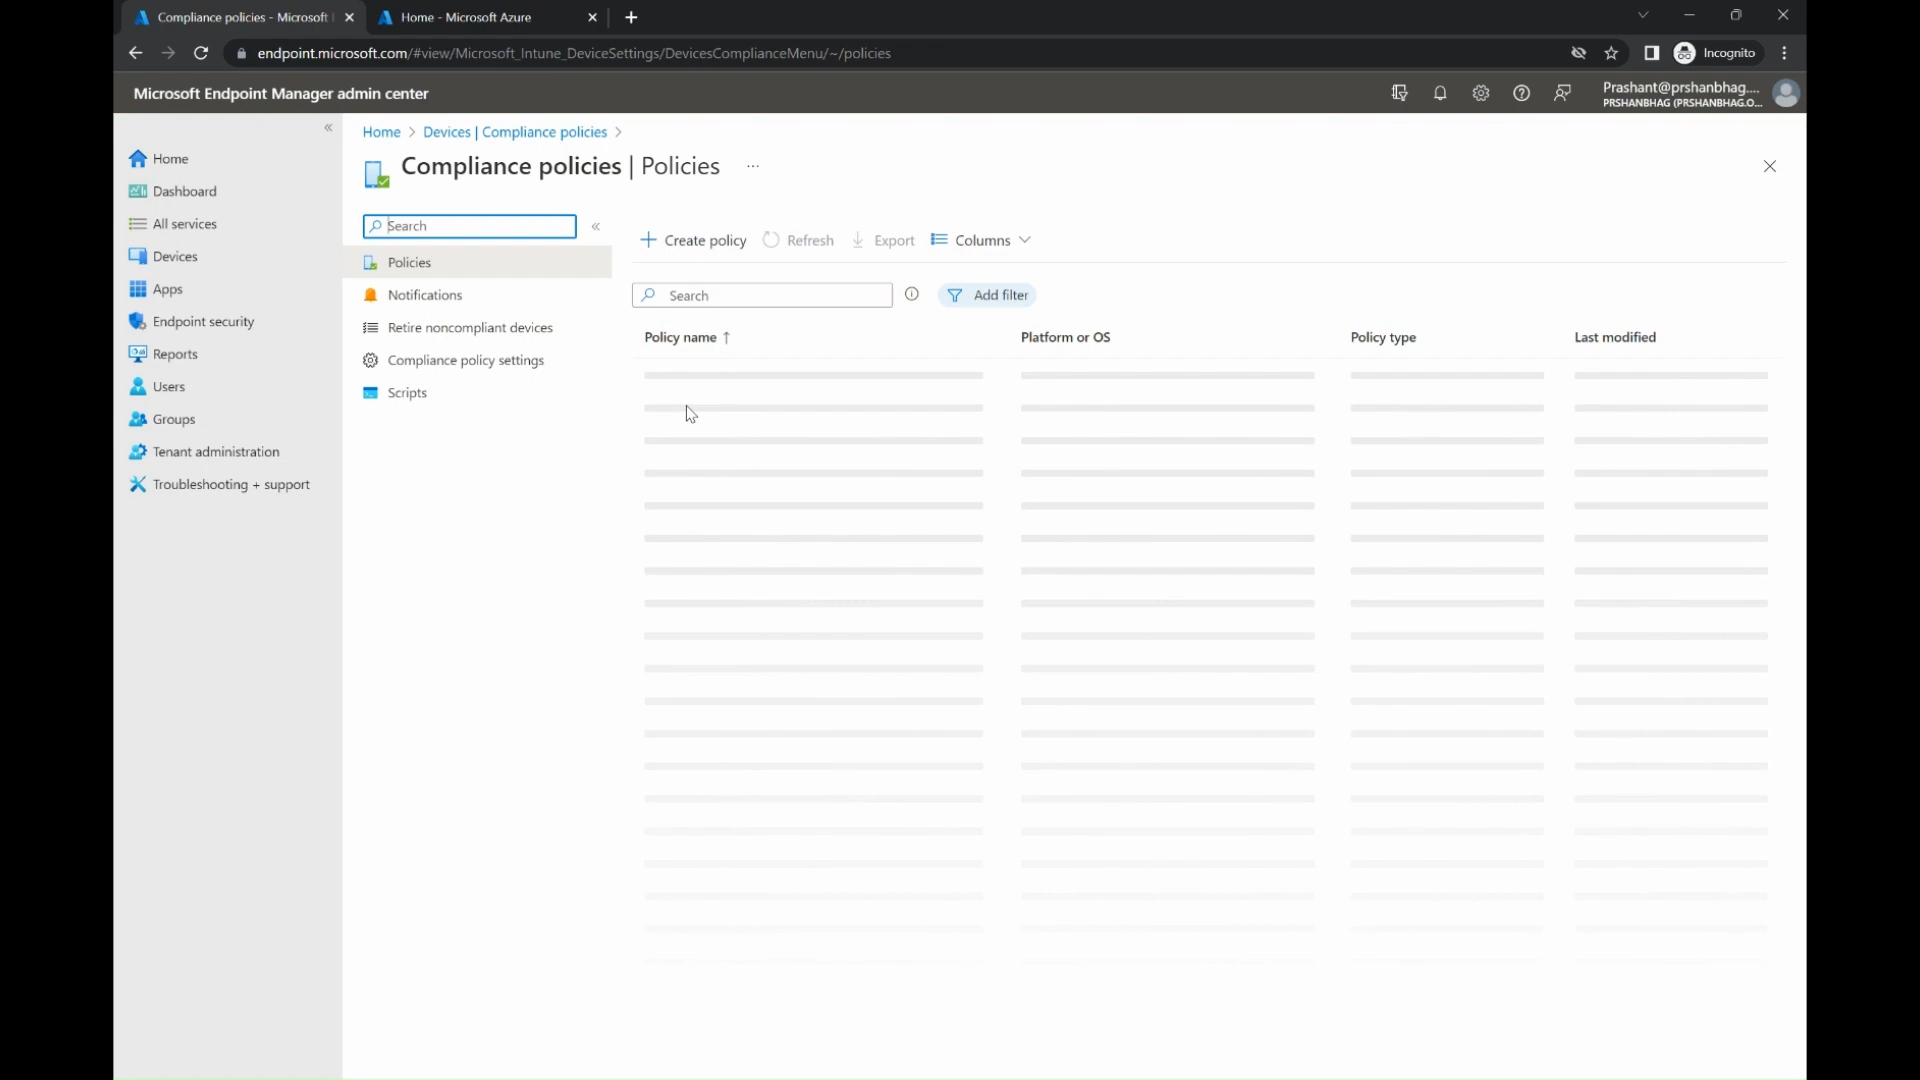 Compliance policies - Microsoft
Home - Microsoft Azure
endpoint.microsoft.com/#view/Microsoft_Intune_DeviceSettings/DevicesComplianceMenu/~/policies
Incognito
Microsoft Endpoint Manager admin center
Prashant@prshanbhag....
PRSHANBHAG (PRSHANBHAG.O...
Home
Dashboard
All services
Devices
Apps
Endpoint security
Reports
Users
Groups
Tenant administration
Troubleshooting + support
Home > Devices | Compliance policies >
Compliance policies | Policies ...
Search
Policies
Notifications
Retire noncompliant devices
Compliance policy settings
Scripts
Create policy Refresh Export Columns
Search Add filter
Policy name ↑ Platform or OS Policy type Last modified